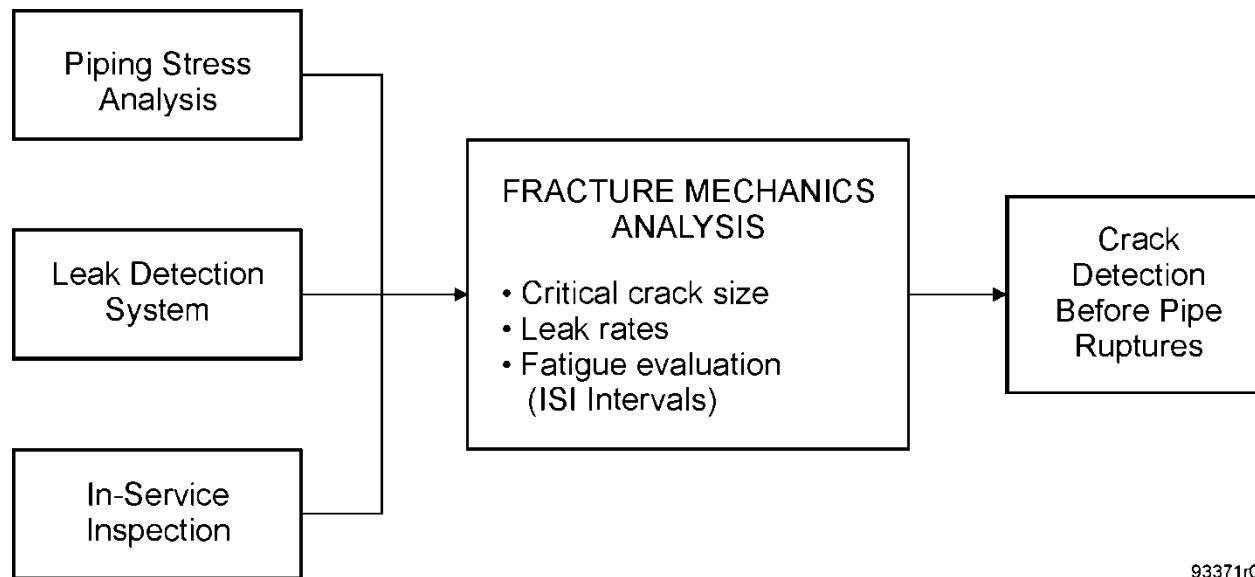 Piping Stress
Analysis
Leak Detection
System
In-Service
Inspection
FRACTURE MECHANICS
ANALYSIS
• Critical crack size
• Leak rates
• Fatigue evaluation
(ISI Intervals)
Crack
Detection
Before Pipe
Ruptures